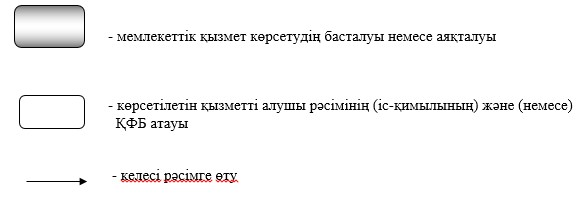 - мемлекеттік қызмет көрсетудің басталуы немесе аяқталуы
- көрсетілетін қызметті алушы рәсімінің (іс-қимылының) және (немесе)
ҚФБ атауы
- келесі рәсімге өту